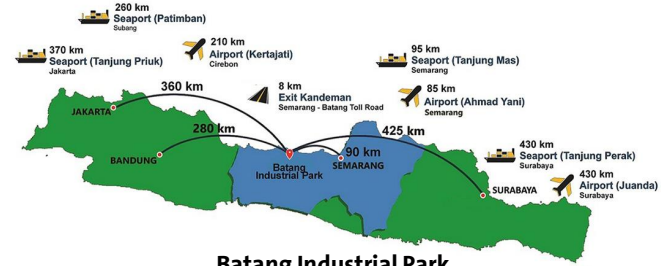 260 km
Seaport (Patimban)
Subang
370 km
Seaport (Tanjung Priuk)
Jakarta
210 km
Airport (Kertajati)
Cirebon
95 km
Seaport (Tanjung Mas)
Semarang
8 km
Exit Kandeman
Semarang - Batang Toll Road
85 km
Airport (Ahmad Yani)
Semarang
360 km
JAKARTA
280 km
425 km
BANDUNG
90 km
Batang
Industrial Park
SEMARANG
430 km
Seaport (Tanjung Perak)
Surabaya
430 km
Airport (Juanda)
Surabaya
SURABAYA
Batang Industrial Park